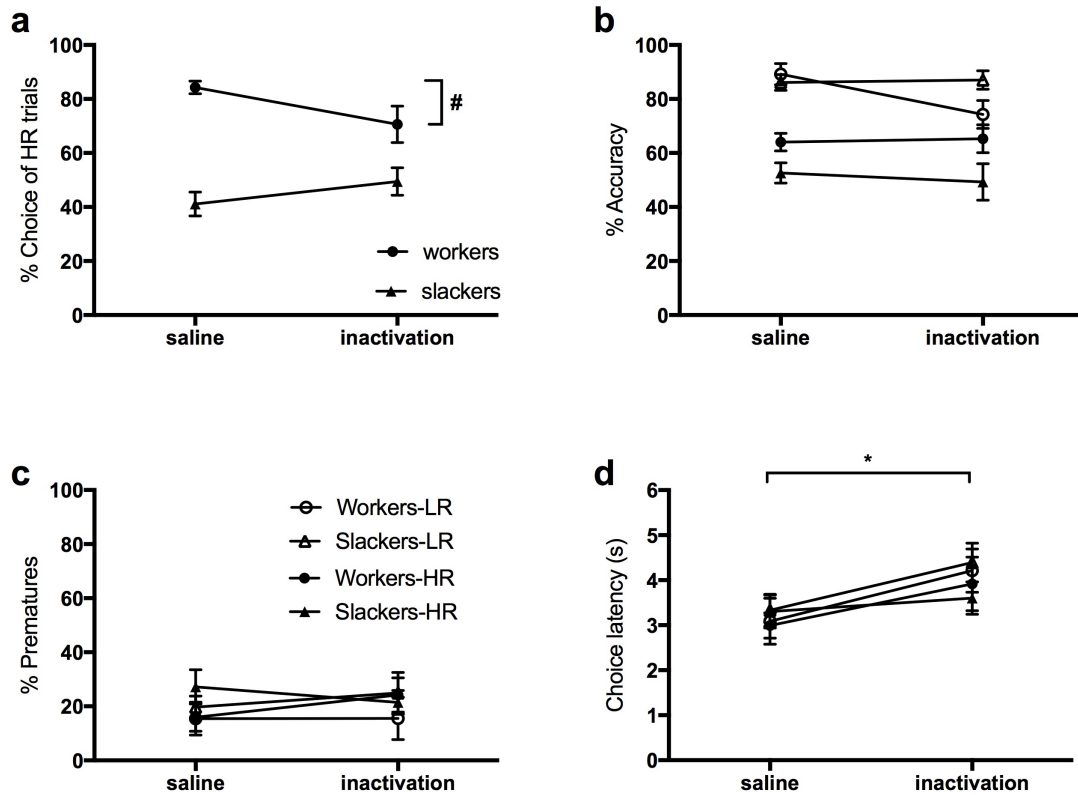 a
% Choice of HR trials
100
80
60
40
20
0
#
workers
slackers
saline
inactivation
b
% Accuracy
100
80
60
40
20
0
saline
inactivation
c
% Prematures
100
80
60
40
20
0
Workers-LR
Slackers-LR
Workers-HR
Slackers-HR
saline
inactivation
d
*
Choice latency (s)
6
5
4
3
2
1
0
saline
inactivation